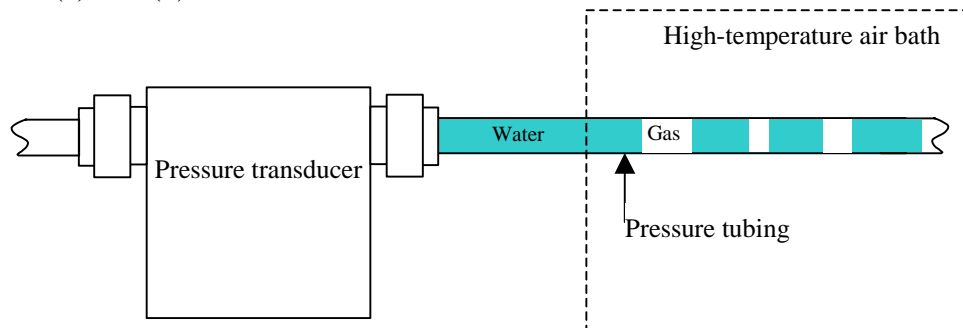 High-temperature air bath
Water
Gas
Pressure transducer
Pressure tubing